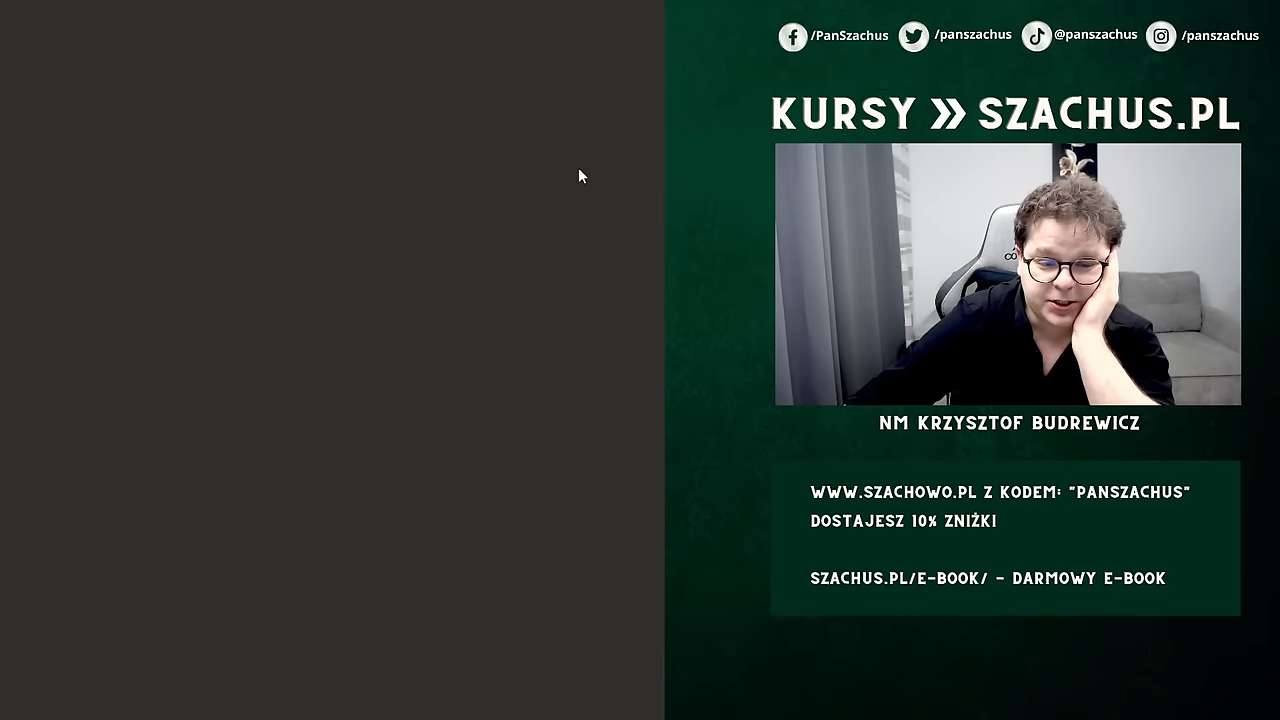 /PanSzachus /panszachus @panszachus /panszachus
KURSY » SZACHUS.PL
NM KRZYSZTOF BUDREWICZ
WWW.SZACHOWO.PL Z KODEM: "PANSZACHUS"
DOSTAJESZ 10% ZNIŻKI
SZACHUS.PL/E-BOOK/ - DARMOWY E-BOOK